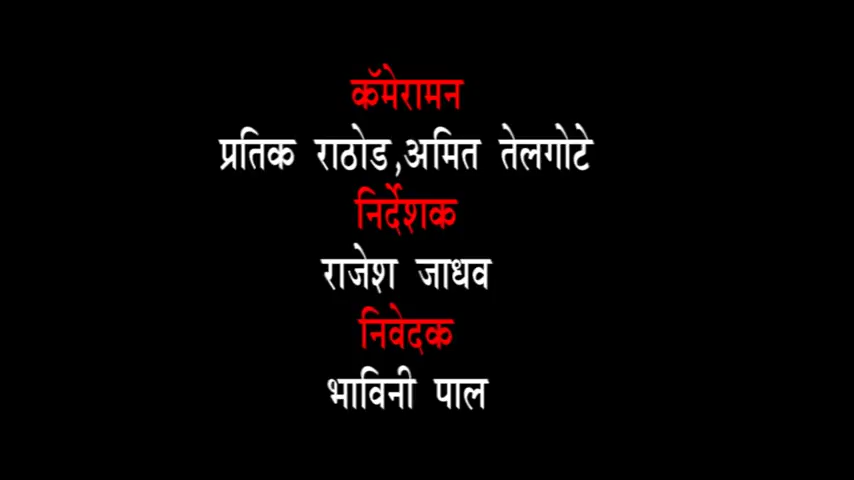 कॅमेरामन
प्रतिक राठोड,अमित तेलगोटे
निर्देशक
राजेश जाधव
निवेदक
भाविनी पाल